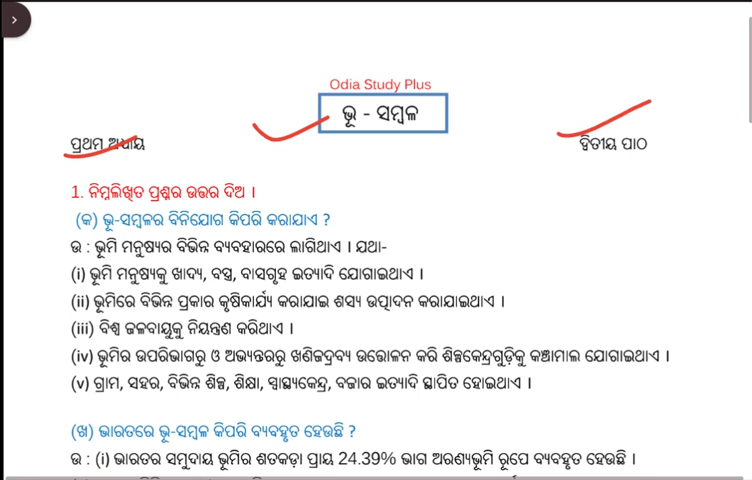 Odia Study Plus
ଭୂ - ସମ୍ବଳ
ପ୍ରଥମ ଅଧ୍ୟାୟ
ଦ୍ଵିତୀୟ ପାଠ
1. ନିମ୍ନଲିଖିତ ପ୍ରଶ୍ନର ଉତ୍ତର ଦିଅ ।
(କ) ଭୂ-ସମ୍ବଳର ବିନିଯୋଗ କିପରି କରାଯାଏ ?
ଉ : ଭୂମି ମନୁଷ୍ୟର ବିଭିନ୍ନ ବ୍ୟବହାରରେ ଲାଗିଥାଏ । ଯଥା-
(i) ଭୂମି ମନୁଷ୍ୟକୁ ଖାଦ୍ୟ, ବସ୍ତ୍ର, ବାସଗୃହ ଇତ୍ୟାଦି ଯୋଗାଇଥାଏ ।
(ii) ଭୂମିରେ ବିଭିନ୍ନ ପ୍ରକାର କୃଷିକାର୍ଯ୍ୟ କରାଯାଇ ଶସ୍ୟ ଉତ୍ପାଦନ କରାଯାଇଥାଏ ।
(iii) ବିଶ୍ୱ ଜଳବାୟୁକୁ ନିୟନ୍ତ୍ରଣ କରିଥାଏ ।
(iv) ଭୂମିର ଉପରିଭାଗରୁ ଓ ଅଭ୍ୟନ୍ତରରୁ ଖଣିଜଦ୍ରବ୍ୟ ଉତ୍ତୋଳନ କରି ଶିଳ୍ପକେନ୍ଦ୍ରଗୁଡ଼ିକୁ କଞ୍ଚାମାଲ ଯୋଗାଇଥାଏ ।
(v) ଗ୍ରାମ, ସହର, ବିଭିନ୍ନ ଶିଳ୍ପ, ଶିକ୍ଷା, ସ୍ୱାସ୍ଥ୍ୟକେନ୍ଦ୍ର, ବଜାର ଇତ୍ୟାଦି ସ୍ଥାପିତ ହୋଇଥାଏ ।
(ଖ) ଭାରତରେ ଭୂ-ସମ୍ବଳ କିପରି ବ୍ୟବହୃତ ହେଉଛି ?
ଉ : (i) ଭାରତର ସମୁଦାୟ ଭୂମିର ଶତକଡ଼ା ପ୍ରାୟ 24.39% ଭାଗ ଅରଣ୍ୟଭୂମି ରୂପେ ବ୍ୟବହୃତ ହେଉଛି ।